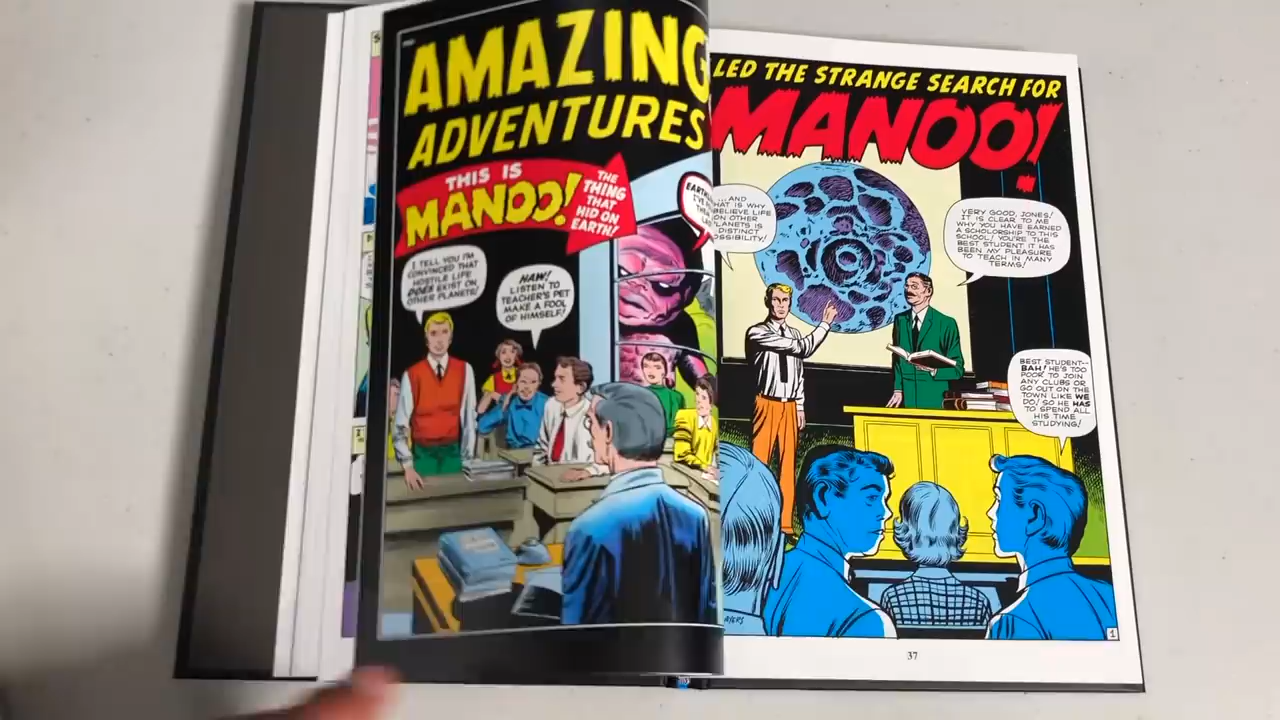 AMAZING
ADVENTURES
THIS IS
MANOO!
THE
THING
THAT
HID ON
EARTH!
I TELL YOU I'M
CONVINCED THAT
HOSTILE LIFE
DOES EXIST ON
OTHER PLANETS!
HAW!
LISTEN TO
TEACHER'S PET
MAKE A FOOL
OF HIMSELF!
LED THE STRANGE SEARCH FOR
MANOO!
...AND
IS WHY
BELIEVE LIFE
ON OTHER
PLANETS IS
DISTINCT
VERY GOOD, JONES!
IT IS CLEAR TO ME
WHY YOU HAVE EARNED
A SCHOLARSHIP TO THIS
SCHOOL! YOU'RE THE
BEST STUDENT IT HAS
BEEN MY PLEASURE
TO TEACH IN MANY
TERMS!
BEST STUDENT--
BAH! HE'S TOO
POOR TO JOIN
ANY CLUBS OR
GO OUT ON THE
TOWN LIKE WE
DO! SO HE HAS
TO SPEND ALL
HIS TIME
STUDYING!
1
37